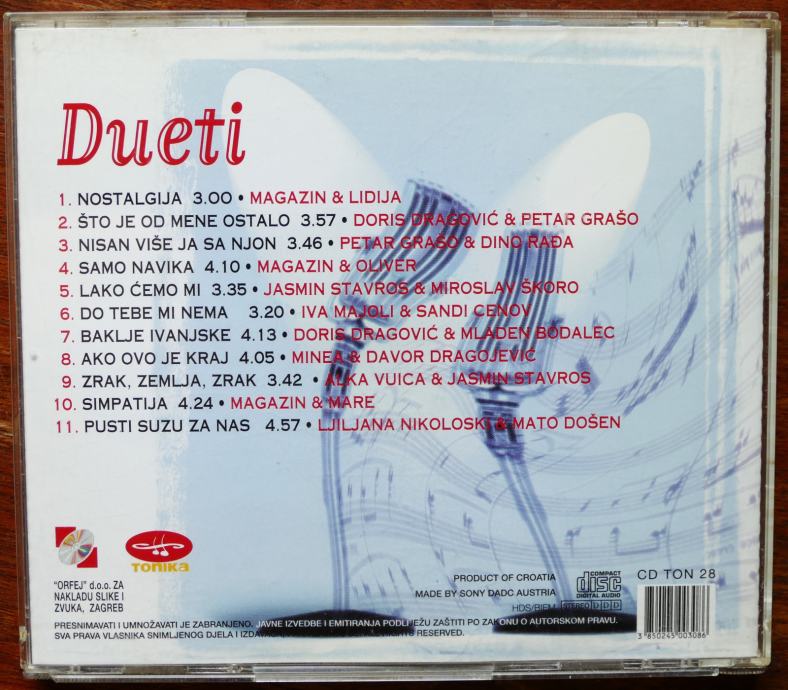 Dueti
1. NOSTALGIJA 3.00 • MAGAZIN & LIDIJA
2. ŠTO JE OD MENE OSTALO 3.57 • DORIS DRAGOVIĆ & PETAR GRAŠO
3. NISAN VIŠE JA SA NJON 3.46 • PETAR GRAŠO & DINO RAĐA
4. SAMO NAVIKA 4.10 • MAGAZIN & OLIVER
5. LAKO ĆEMO MI 3.35 • JASMIN STAVROS & MIROSLAV ŠKORO
6. DO TEBE MI NEMA 3.20 • IVA MAJOLI & SANDI CENOV
7. BAKLJE IVANJSKE 4.13 • DORIS DRAGOVIĆ & MLADEN BODALEC
8. AKO OVO JE KRAJ 4.05 • MINEA & DAVOR DRAGOJEVIĆ
9. ZRAK, ZEMLJA, ZRAK 3.42 • ALKA VUICA & JASMIN STAVROS
10. SIMPATIJA 4.24 • MAGAZIN & MARE
11. PUSTI SUZU ZA NAS 4.57 • LJILJANA NIKOLOSKI & MATO DOŠEN
TONIKA
"ORFEJ" d.o.o. ZA
NAKLADU SLIKE I
ZVUKA, ZAGREB
PRODUCT OF CROATIA
MADE BY SONY DADC AUSTRIA
HDS/BIEM STEREO DDD
COMPACT
disc
DIGITAL AUDIO
CD TON 28
3 850245 003086
PRESNIMAVATI I UMNOŽAVATI JE ZABRANJENO. JAVNE IZVEDBE I EMITIRANJA PODLIJEŽU ZAŠTITI PO ZAKONU O AUTORSKOM PRAVU.
SVA PRAVA VLASNIKA SNIMLJENOG DJELA I RIGHTS RESERVED.